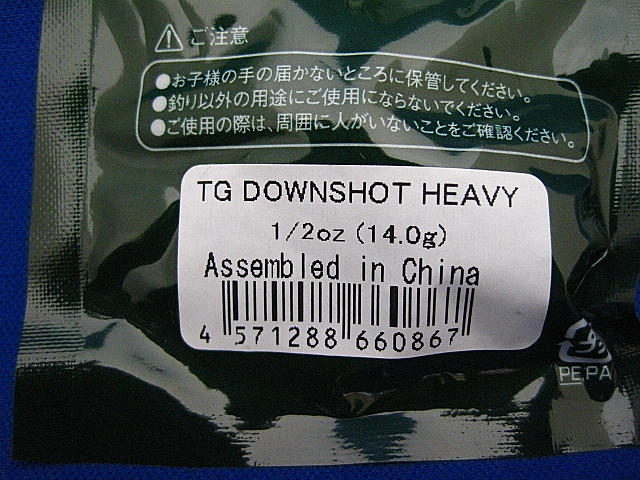 ご注意
●お子様の手の届かないところに保管してください。
●釣り以外の用途にご使用にならないでください。
●ご使用の際は、周囲に人がいないことをご確認ください。
TG DOWNSHOT HEAVY
1/2oz (14.0g)
Assembled in China
4 571288 660867
PE,PA